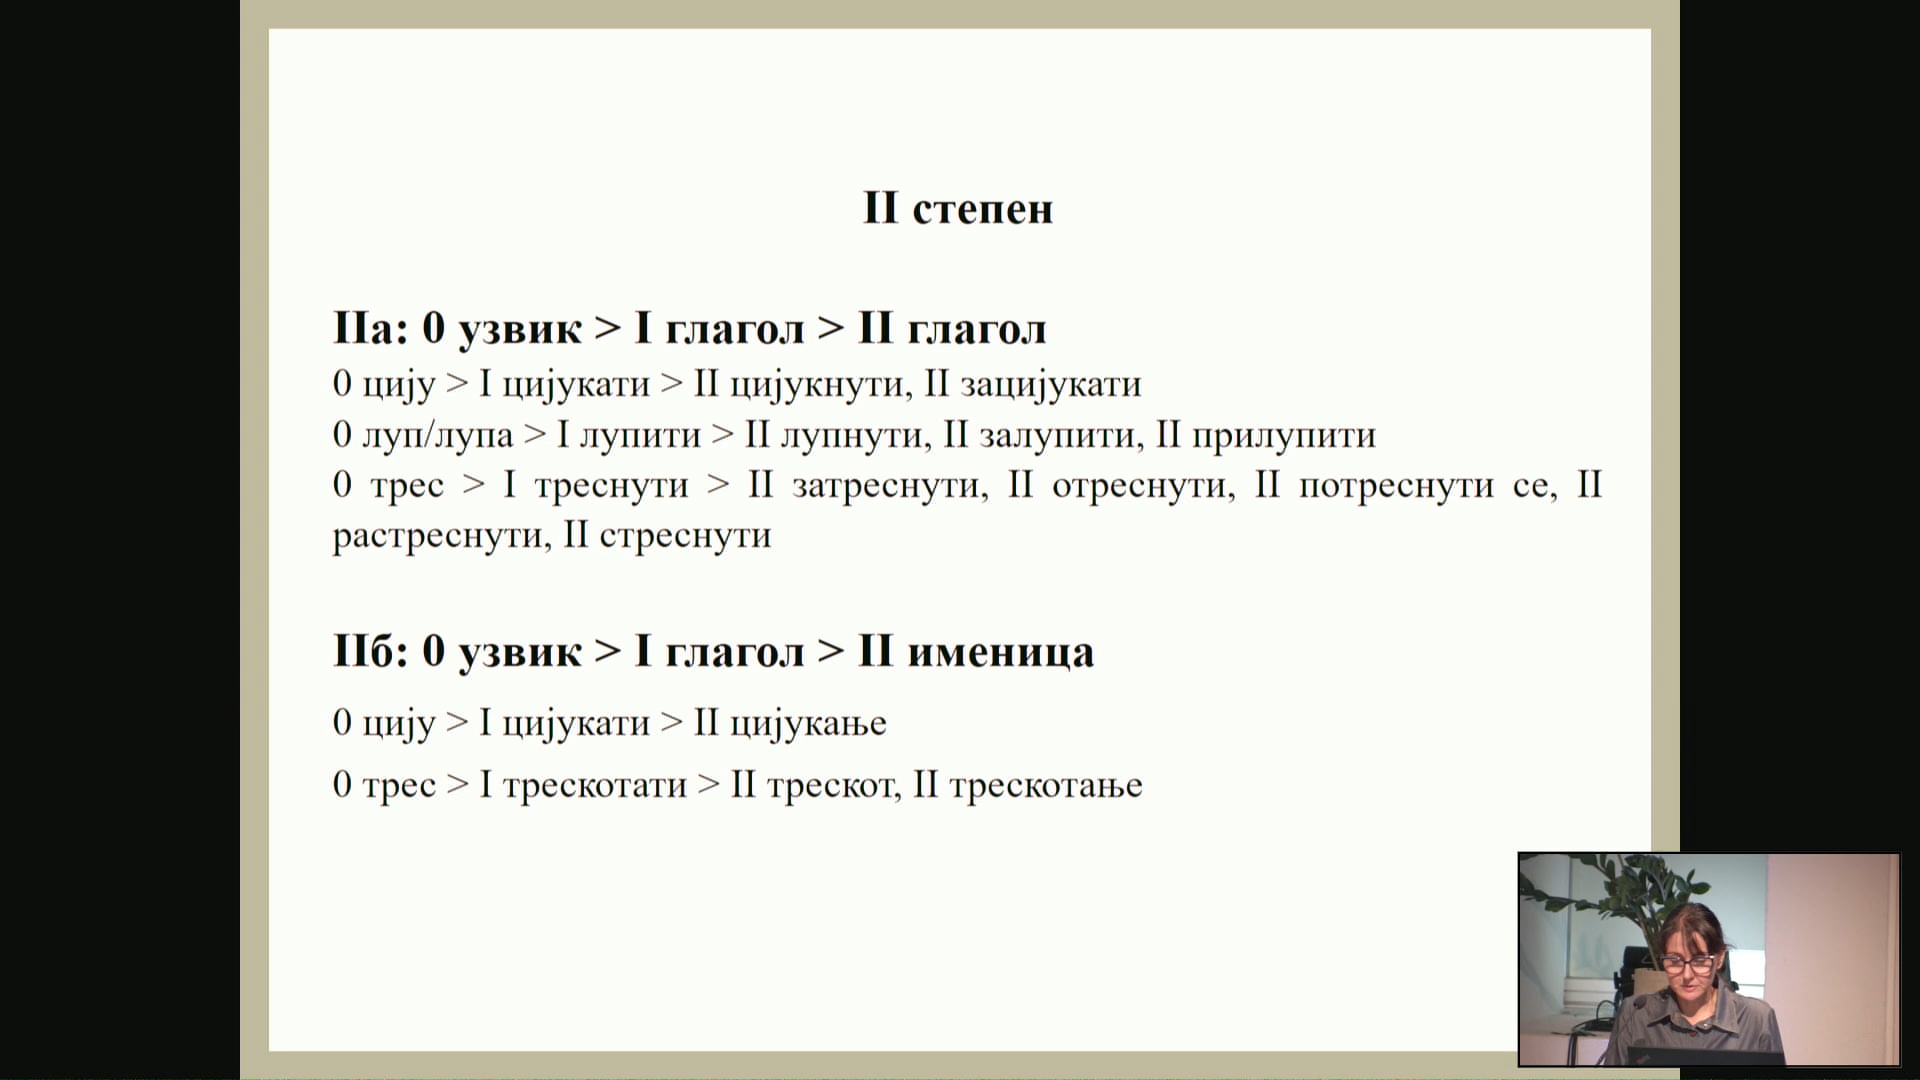 II степен
IIа: 0 узвик > I глагол > II глагол
0 цију > I цијукати > II цијукнути, II зацијукати
0 луп/лупа > I лупити > II лупнути, II залупити, II прилупити
0 трес > I треснути > II затреснути, II отреснути, II потреснути се, II
растреснути, II стреснути
IIб: 0 узвик > I глагол > II именица
0 цију > I цијукати > II цијукање
0 трес > I трескотати > II трескот, II трескотање